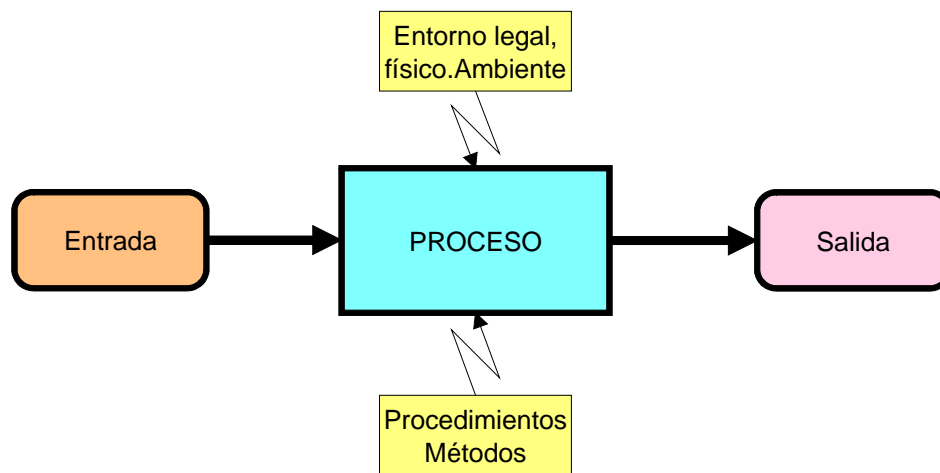 Entorno legal,
físico.Ambiente
Entrada
PROCESO
Salida
Procedimientos
Métodos